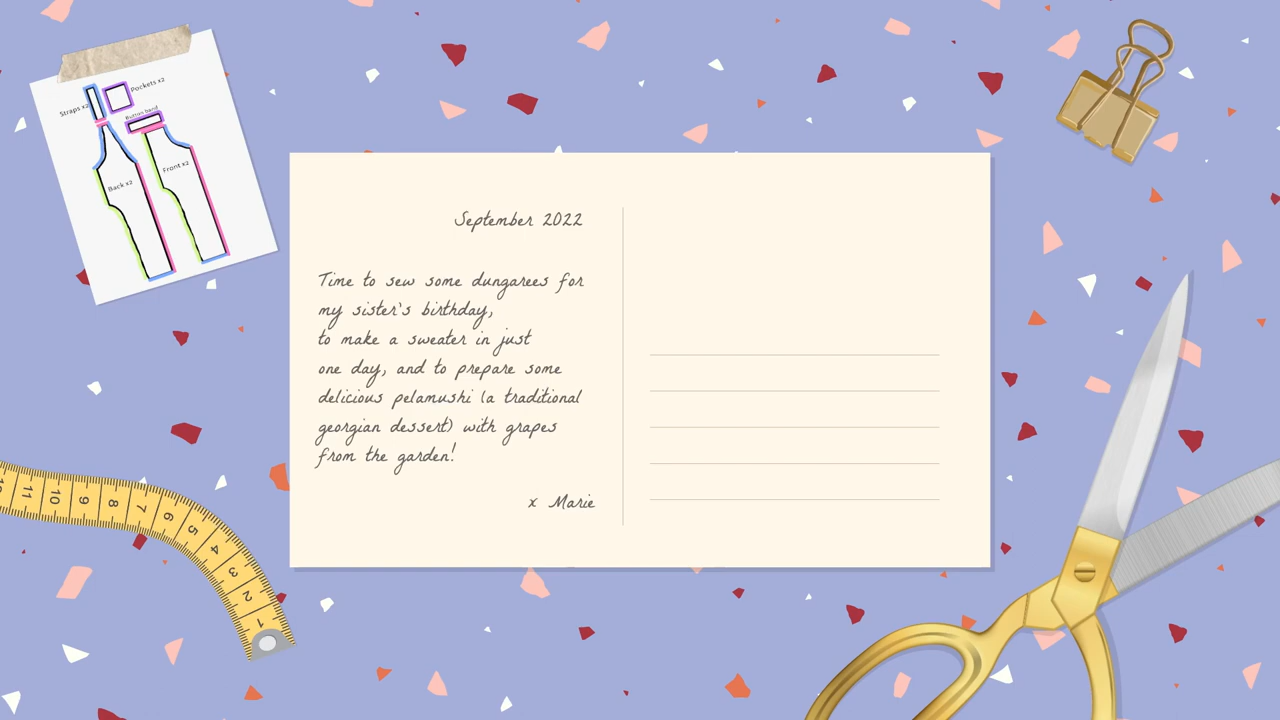 Straps x2
Pockets x2
Button band
Back x2
Front x2
September 2022
Time to sew some dungarees for
my sister's birthday,
to make a sweater in just
one day, and to prepare some
delicious pelamushi (a traditional
georgian dessert) with grapes
from the garden!
x Marie
11
10
9
8
7
6
5
4
3
2
1